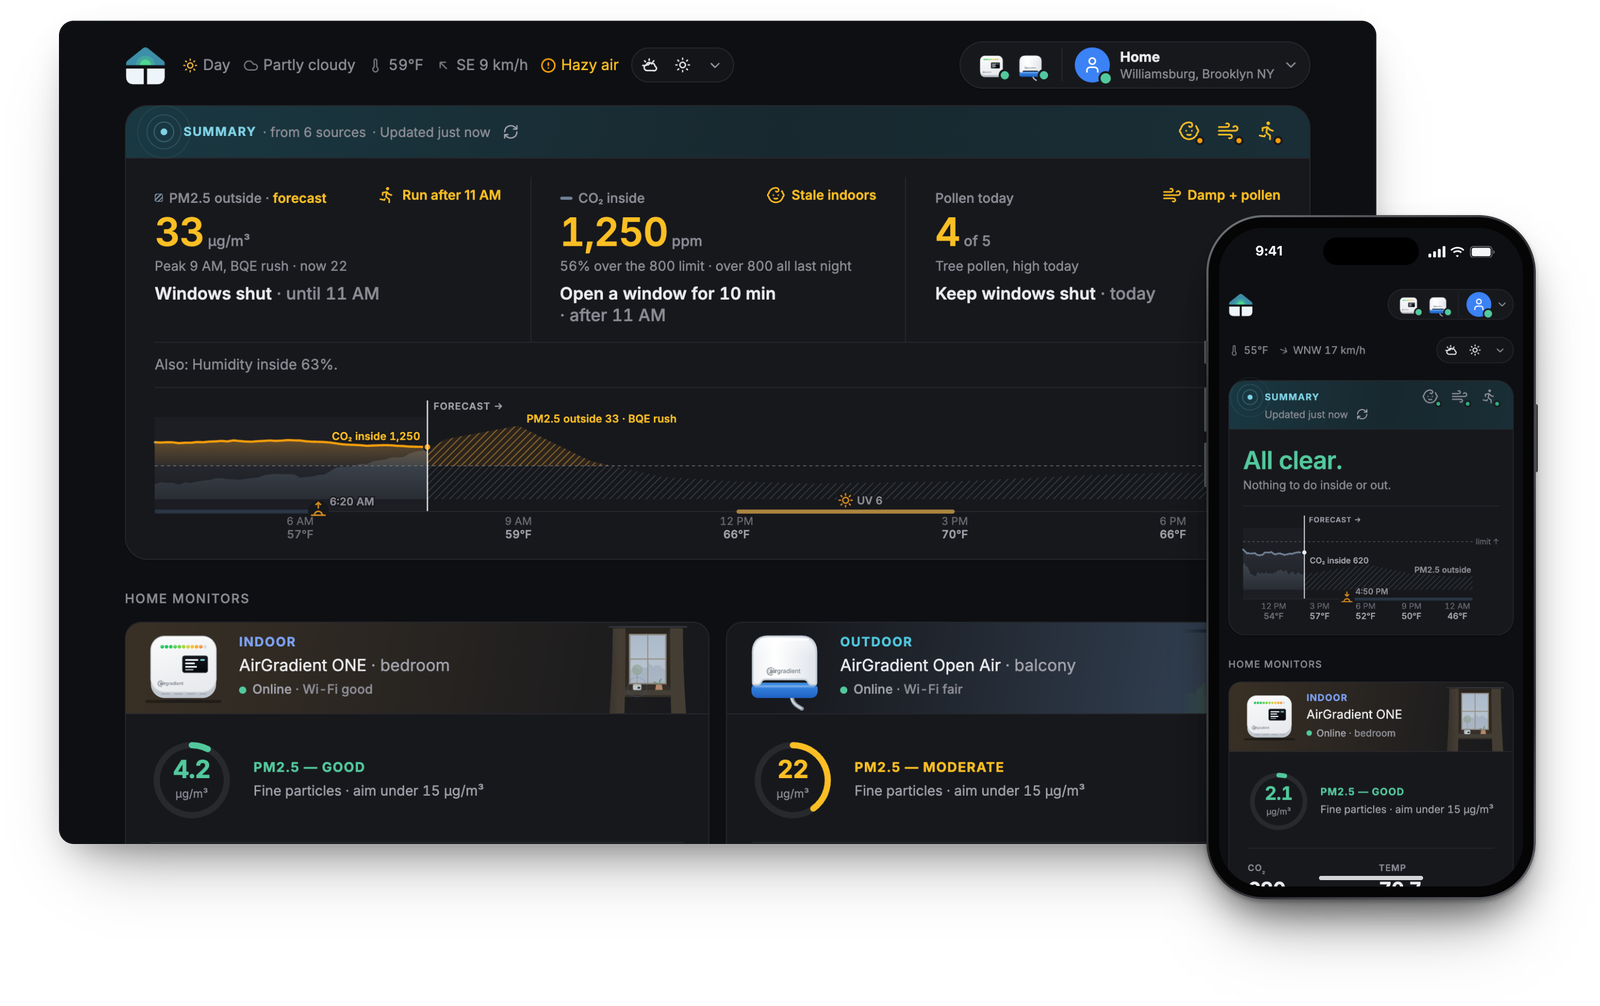 Day Partly cloudy 59°F SE 9 km/h Hazy air
Home
Williamsburg, Brooklyn NY
SUMMARY · from 6 sources · Updated just now
PM2.5 outside · forecast
Run after 11 AM
33 µg/m³
Peak 9 AM, BQE rush · now 22
Windows shut · until 11 AM
CO₂ inside
Stale indoors
1,250 ppm
56% over the 800 limit · over 800 all last night
Open a window for 10 min
· after 11 AM
Pollen today
Damp + pollen
4 of 5
Tree pollen, high today
Keep windows shut · today
Also: Humidity inside 63%.
FORECAST →
PM2.5 outside 33 · BQE rush
CO₂ inside 1,250
6:20 AM
UV 6
6 AM 9 AM 12 PM 3 PM 6 PM
57°F 59°F 66°F 70°F 66°F
HOME MONITORS
INDOOR
AirGradient ONE · bedroom
Online · Wi-Fi good
4.2
µg/m³
PM2.5 — GOOD
Fine particles · aim under 15 µg/m³
OUTDOOR
AirGradient Open Air · balcony
airgradient
Online · Wi-Fi fair
22
µg/m³
PM2.5 — MODERATE
Fine particles · aim under 15 µg/m³
9:41
55°F WNW 17 km/h
SUMMARY
Updated just now
All clear.
Nothing to do inside or out.
FORECAST →
limit ↑
CO₂ inside 620
PM2.5 outside
4:50 PM
12 PM 3 PM 6 PM 9 PM 12 AM
54°F 57°F 52°F 50°F 46°F
HOME MONITORS
INDOOR
AirGradient ONE
Online · bedroom
2.1
µg/m³
PM2.5 — GOOD
Fine particles · aim under 15 µg/m³
CO₂ TEMP